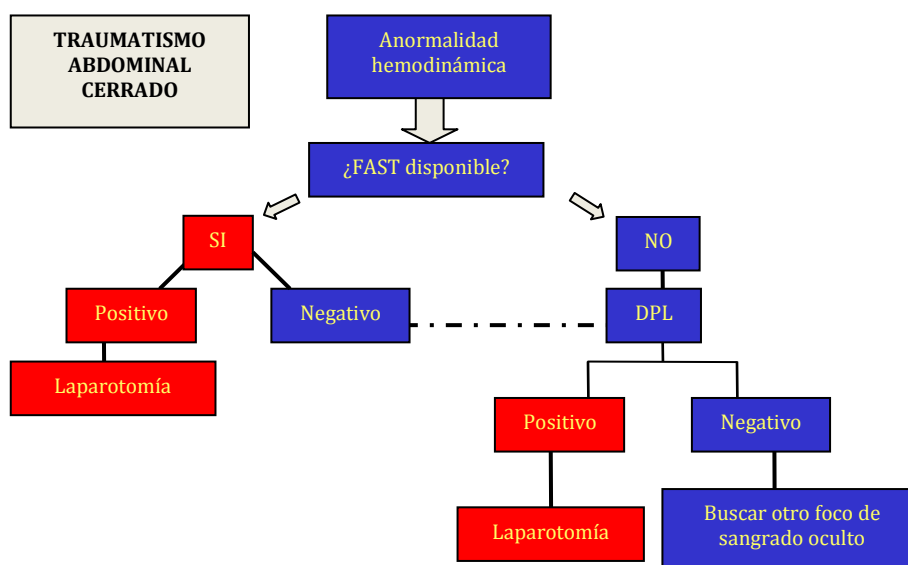 TRAUMATISMO
ABDOMINAL
CERRADO
Anormalidad
hemodinámica
¿FAST disponible?
SI
NO
Positivo
Negativo
DPL
Laparotomía
Positivo
Negativo
Laparotomía
Buscar otro foco de
sangrado oculto